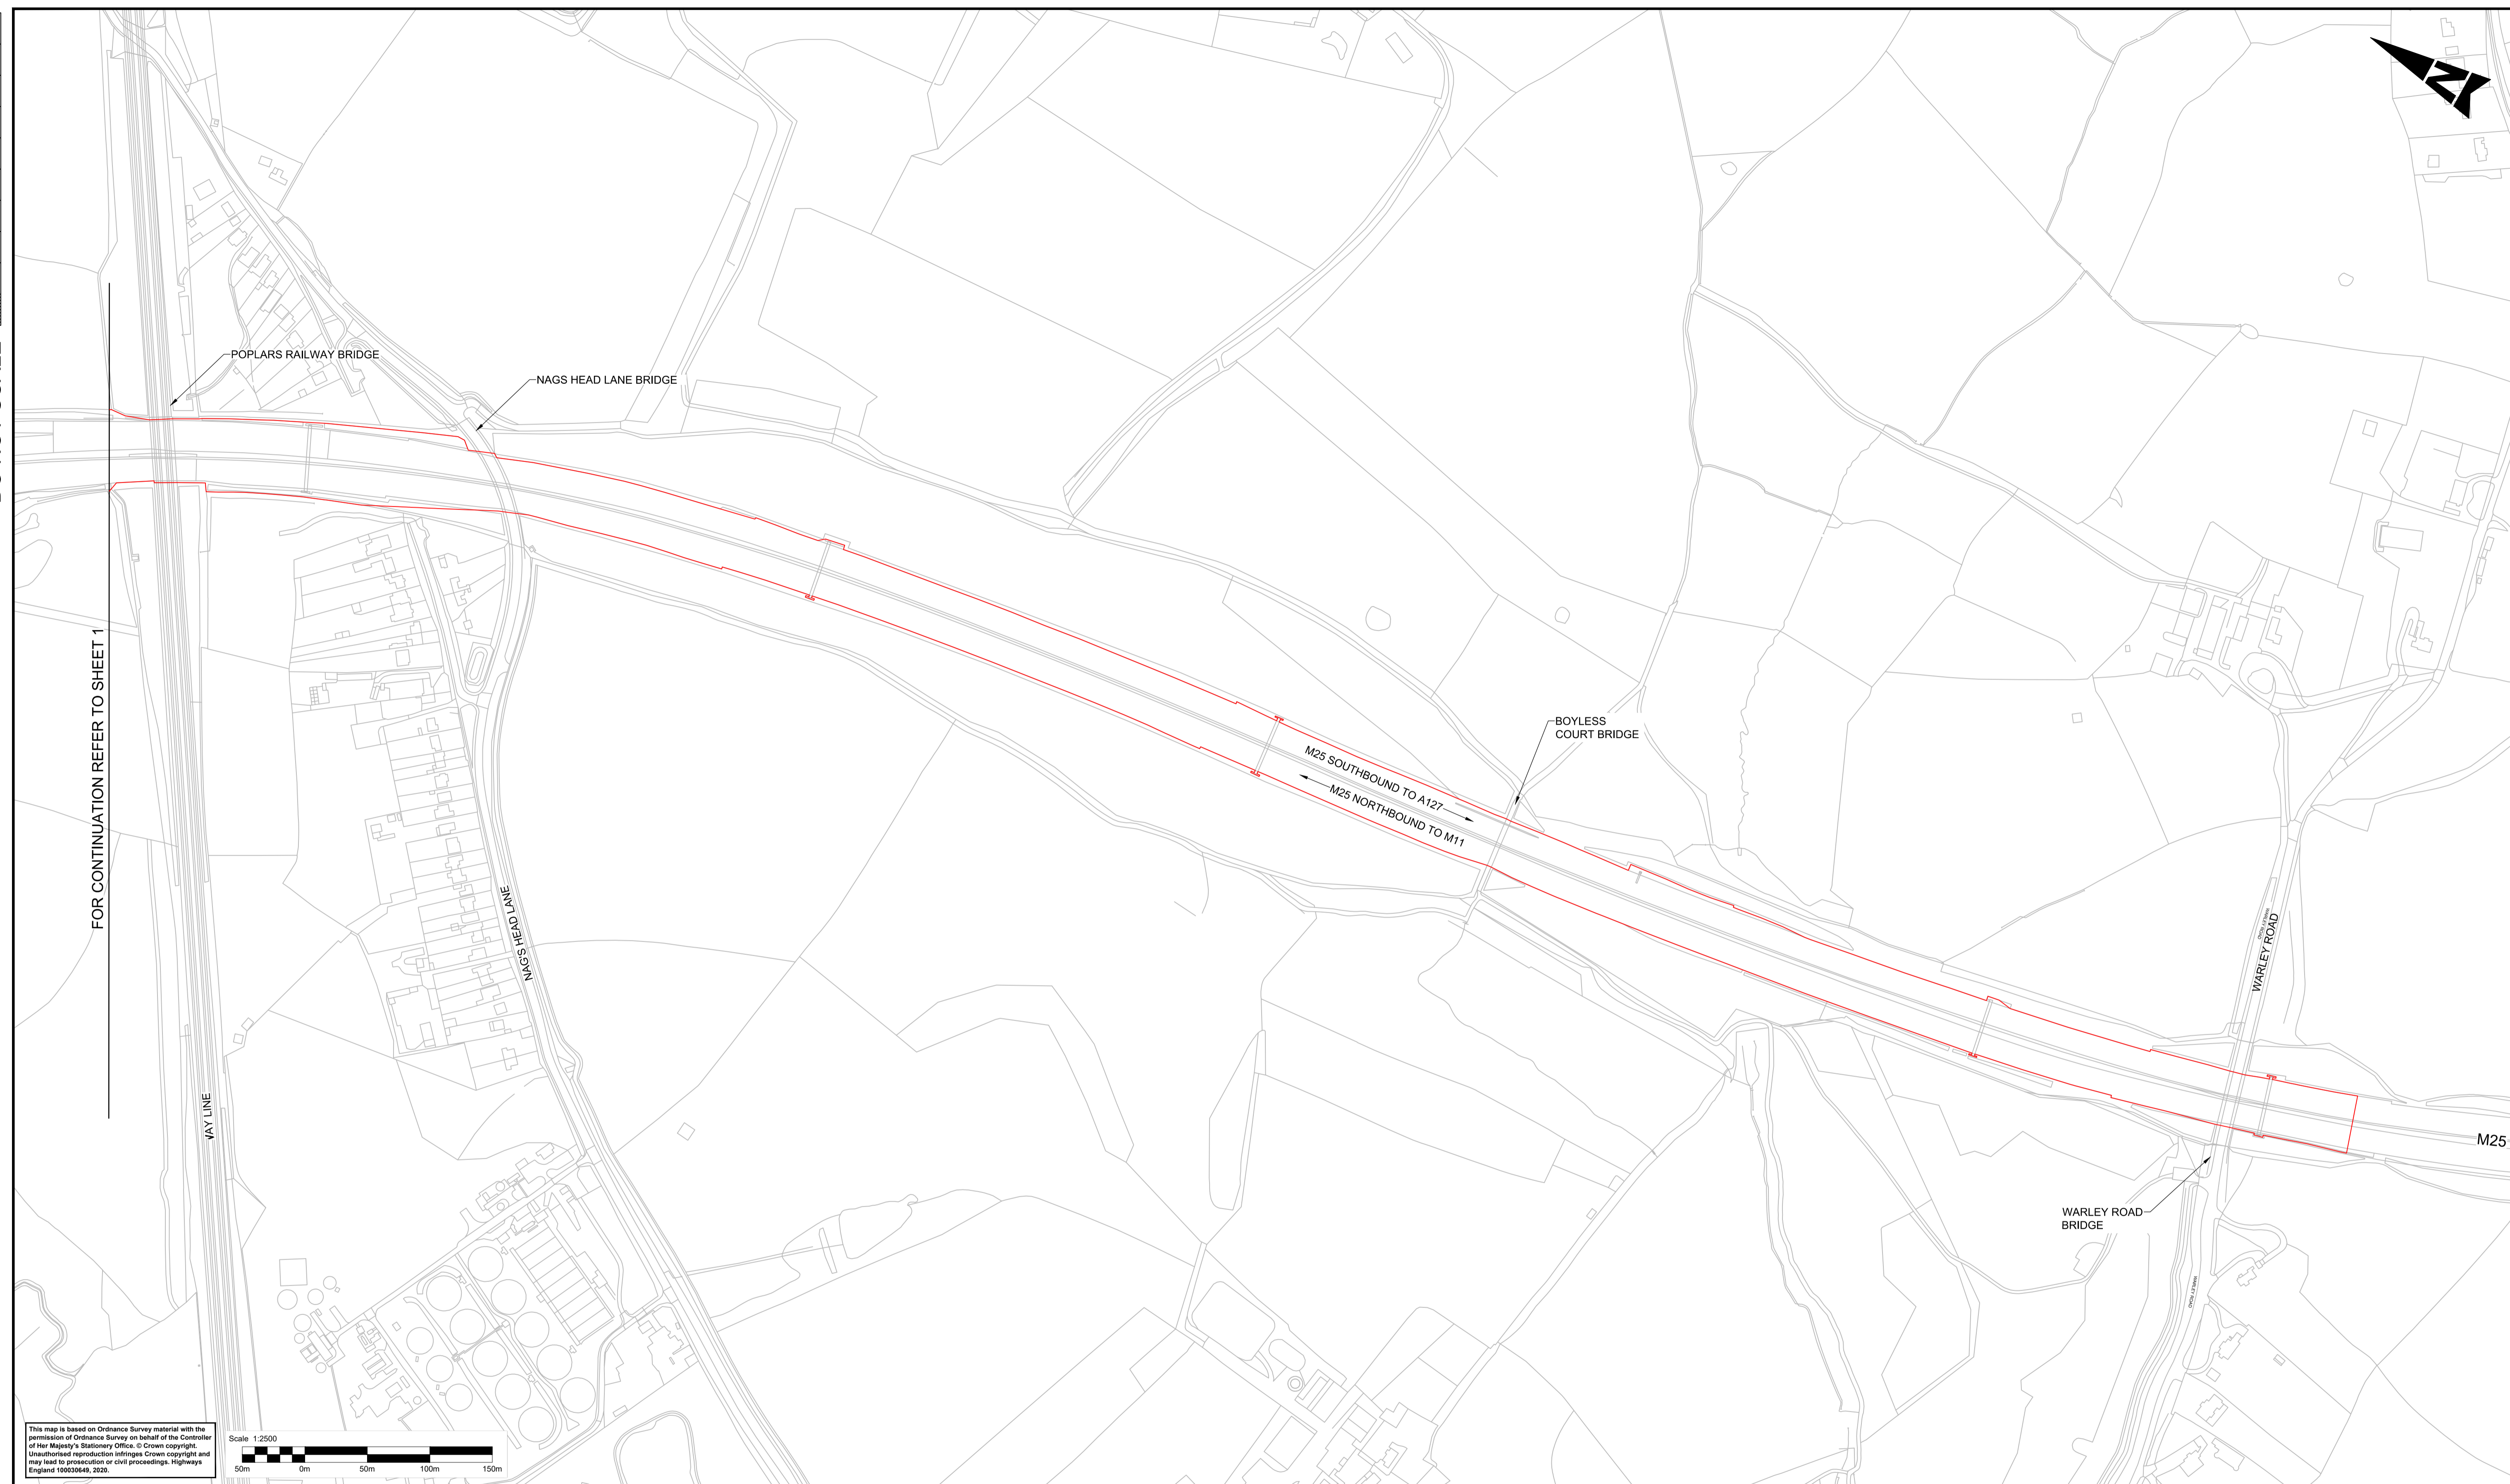 POPLARS RAILWAY BRIDGE
NAGS HEAD LANE BRIDGE
FOR CONTINUATION REFER TO SHEET 1
BOYLESS
COURT BRIDGE
M25 SOUTHBOUND TO A127
M25 NORTHBOUND TO M11
NAG'S HEAD LANE
WARLEY ROAD
WARLEY ROAD
M25
WARLEY ROAD
BRIDGE
WARLEY ROAD
WAY LINE
This map is based on Ordnance Survey material with the
permission of Ordnance Survey on behalf of the Controller
of Her Majesty's Stationery Office. © Crown copyright.
Unauthorised reproduction infringes Crown copyright and
may lead to prosecution or civil proceedings. Highways
England 100030649, 2020.
Scale 1:2500
50m 0m 50m 100m 150m
N